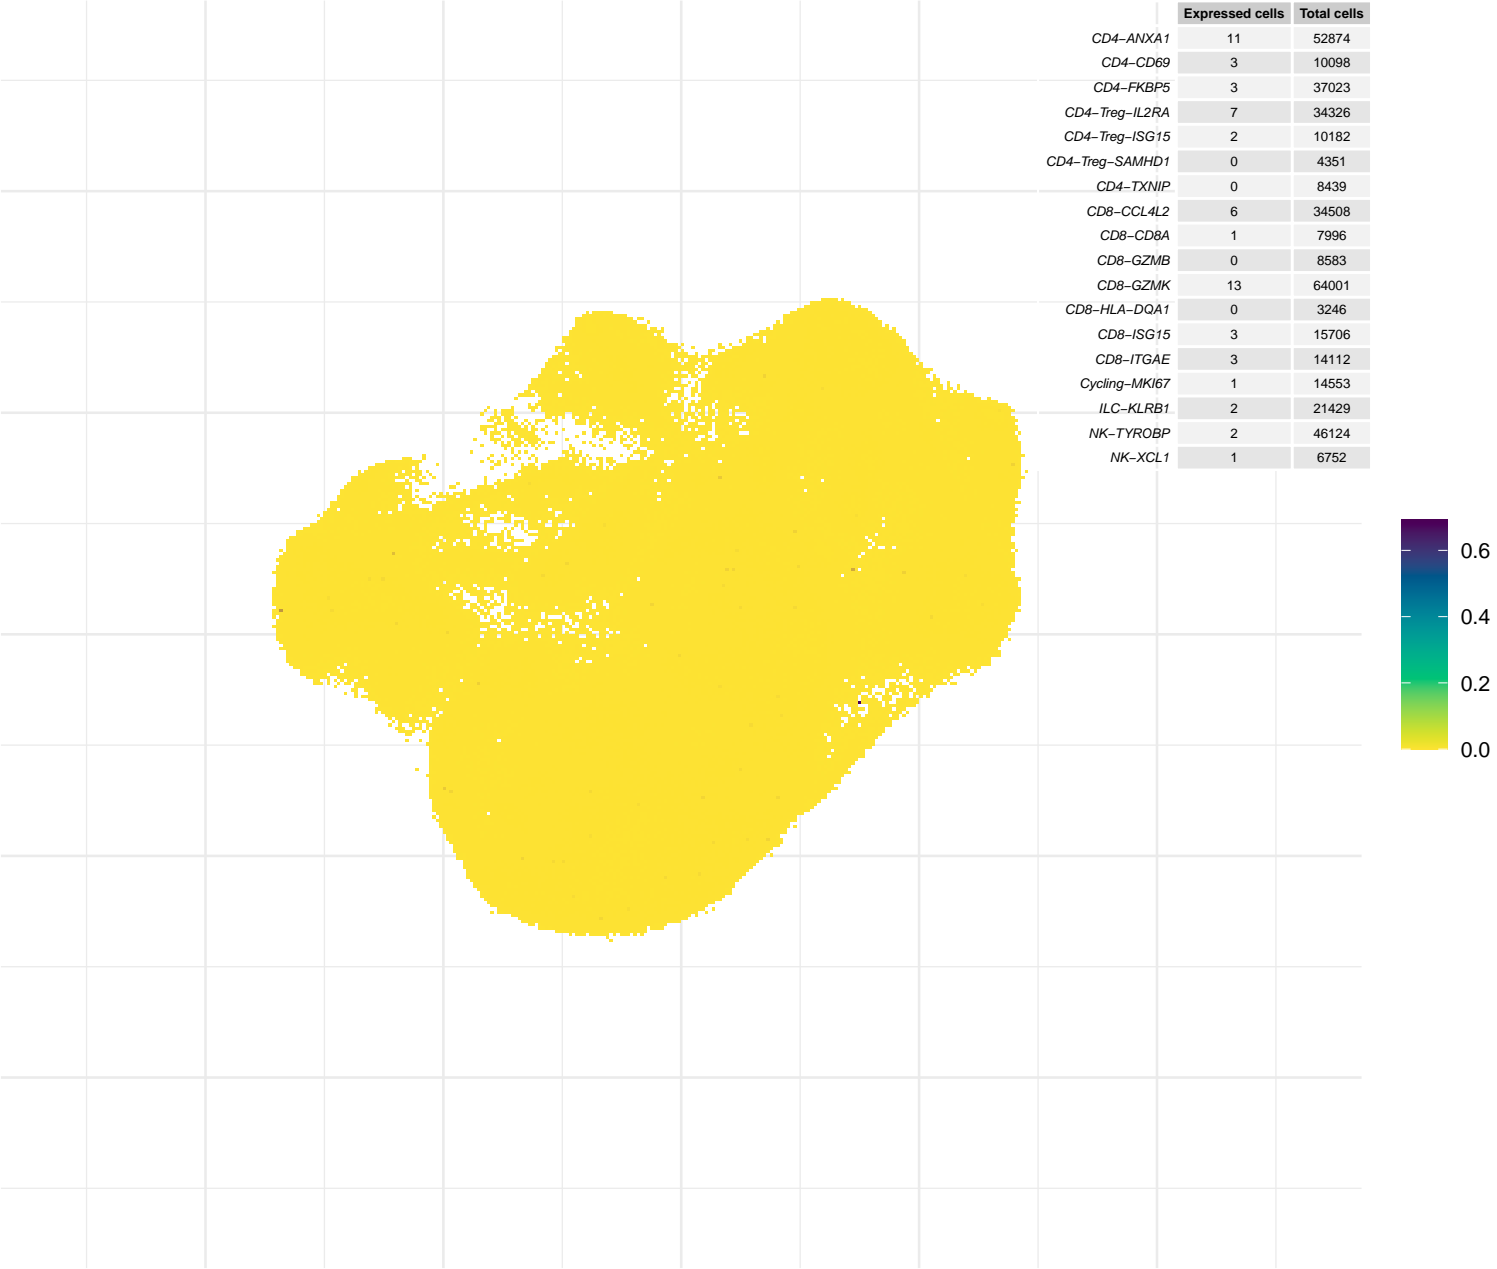 Expressed cells Total cells
CD4−ANXA1 11 52874
CD4−CD69 3 10098
CD4−FKBP5 3 37023
CD4−Treg−IL2RA 7 34326
CD4−Treg−ISG15 2 10182
CD4−Treg−SAMHD1 0 4351
CD4−TXNIP 0 8439
CD8−CCL4L2 6 34508
CD8−CD8A 1 7996
CD8−GZMB 0 8583
CD8−GZMK 13 64001
CD8−HLA−DQA1 0 3246
CD8−ISG15 3 15706
CD8−ITGAE 3 14112
Cycling−MKI67 1 14553
ILC−KLRB1 2 21429
NK−TYROBP 2 46124
NK−XCL1 1 6752
0.6
0.4
0.2
0.0